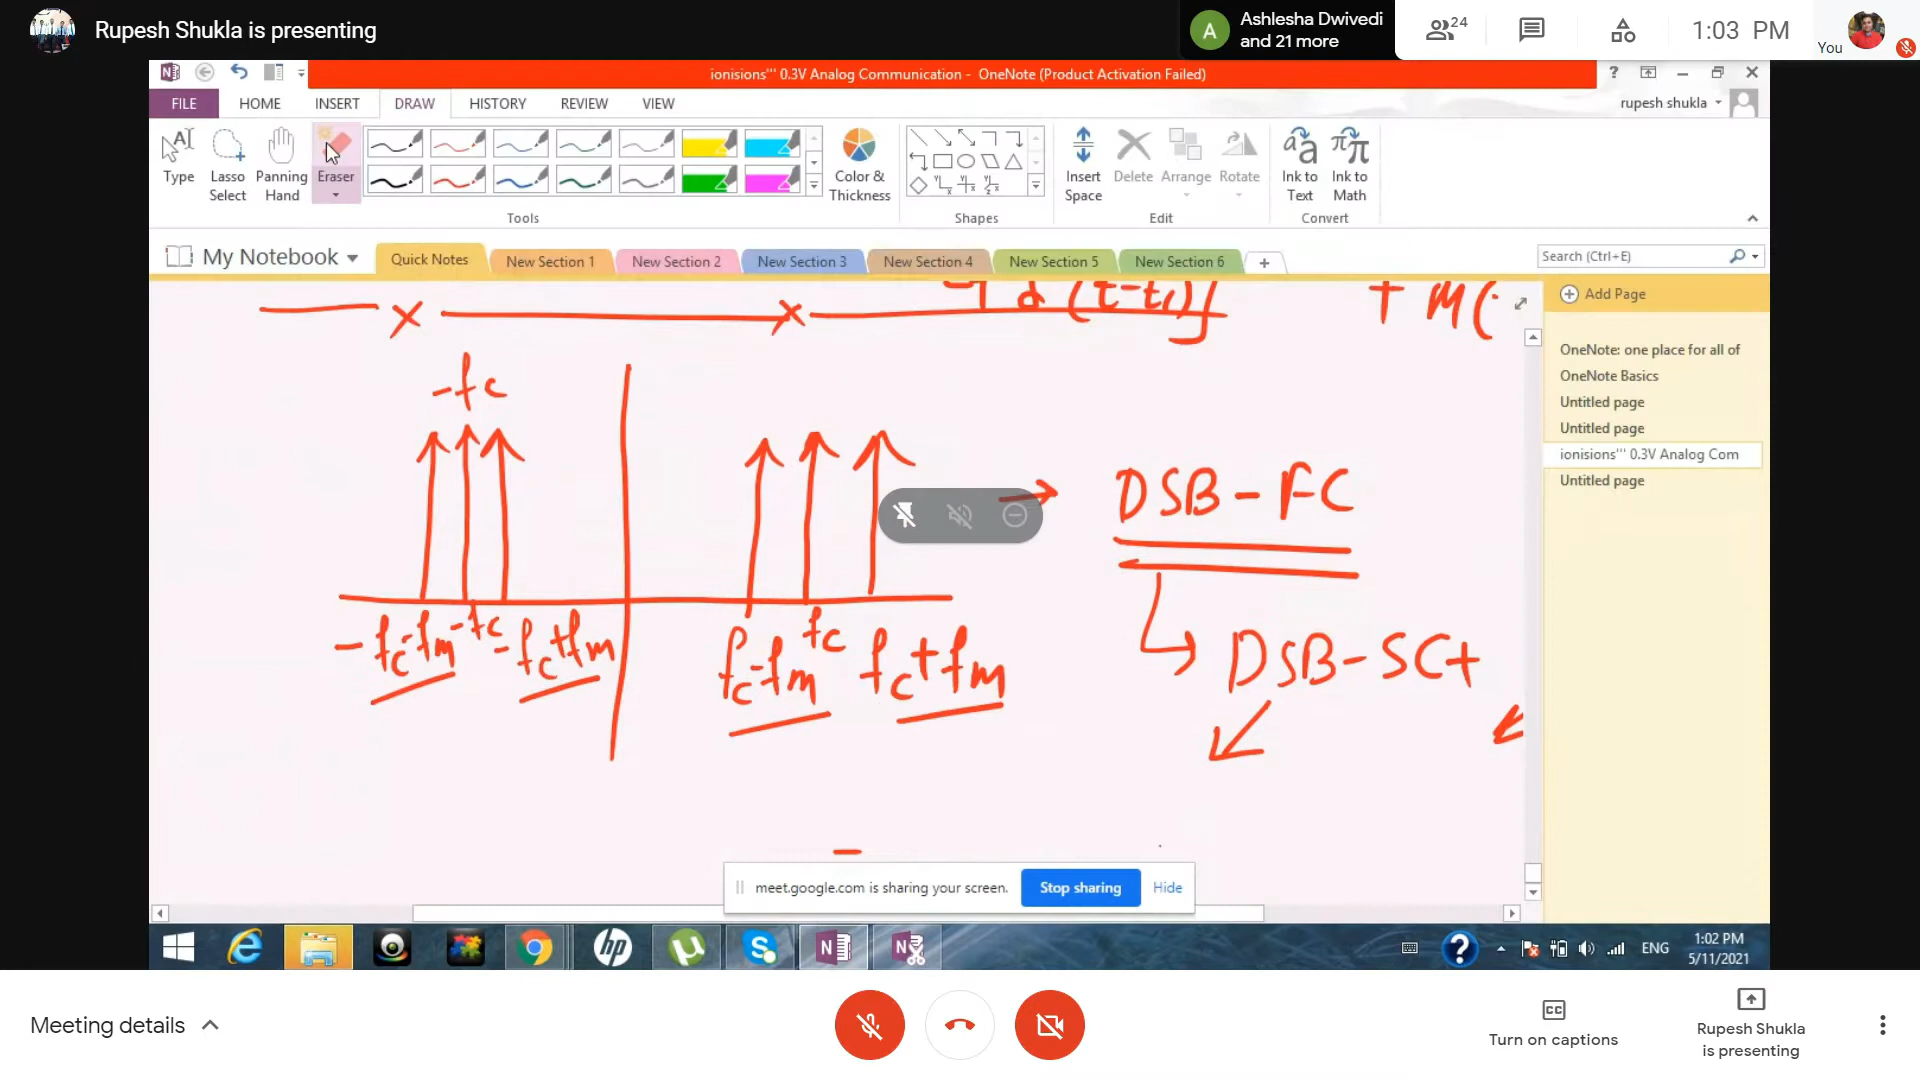 Rupesh Shukla is presenting
A
Ashlesha Dwivedi
and 21 more
24
1:03 PM
You
ionisions''' 0.3V Analog Communication - OneNote (Product Activation Failed)
?
FILE
HOME
INSERT
DRAW
HISTORY
REVIEW
VIEW
rupesh shukla
Type
Lasso
Select
Panning
Hand
Eraser
Color &
Thickness
Insert
Space
Delete
Arrange
Rotate
Ink to
Text
Ink to
Math
Tools
Shapes
Edit
Convert
My Notebook
Quick Notes
New Section 1
New Section 2
New Section 3
New Section 4
New Section 5
New Section 6
Search (Ctrl+E)
Add Page
OneNote: one place for all of
OneNote Basics
Untitled page
Untitled page
ionisions''' 0.3V Analog Com
Untitled page
d (t-t1)]
+ M(
-fc
DSB-FC
-fc-fm -fc -fc+fm
fc-fm fc fc+fm
DSB-SC+
meet.google.com is sharing your screen.
Stop sharing
Hide
hp
ENG
1:02 PM
5/11/2021
Meeting details
Turn on captions
Rupesh Shukla
is presenting